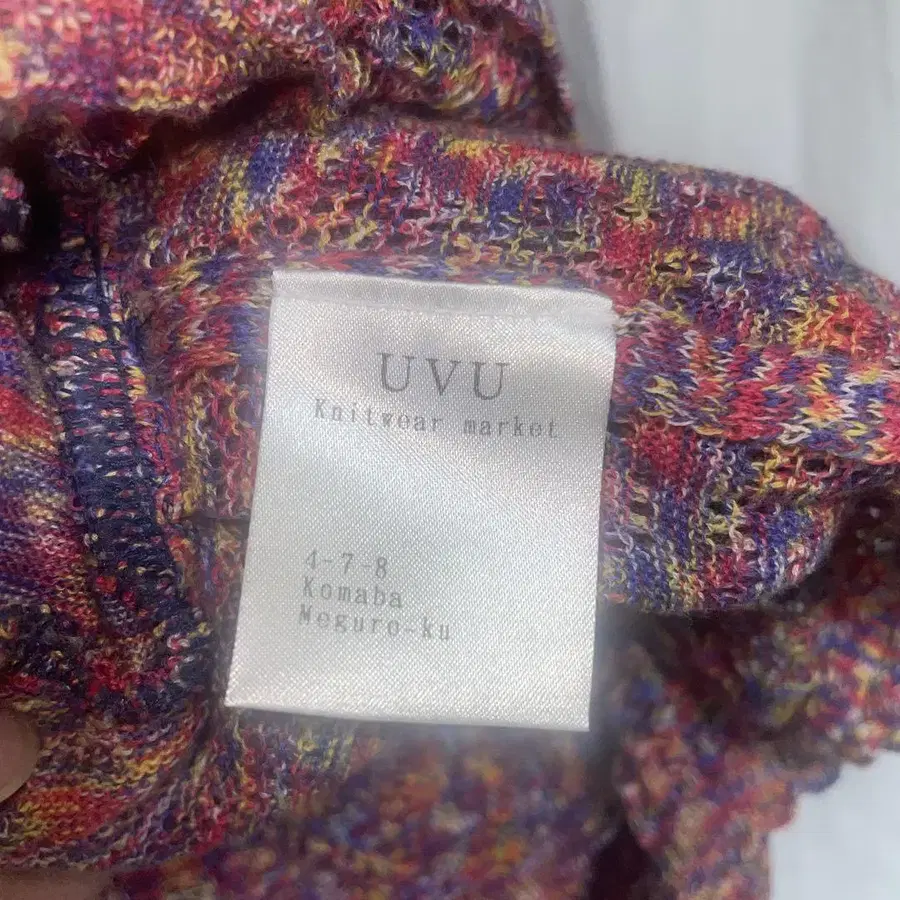 UVU
Knitwear market
4-7-8
Komaba
Meguro-ku